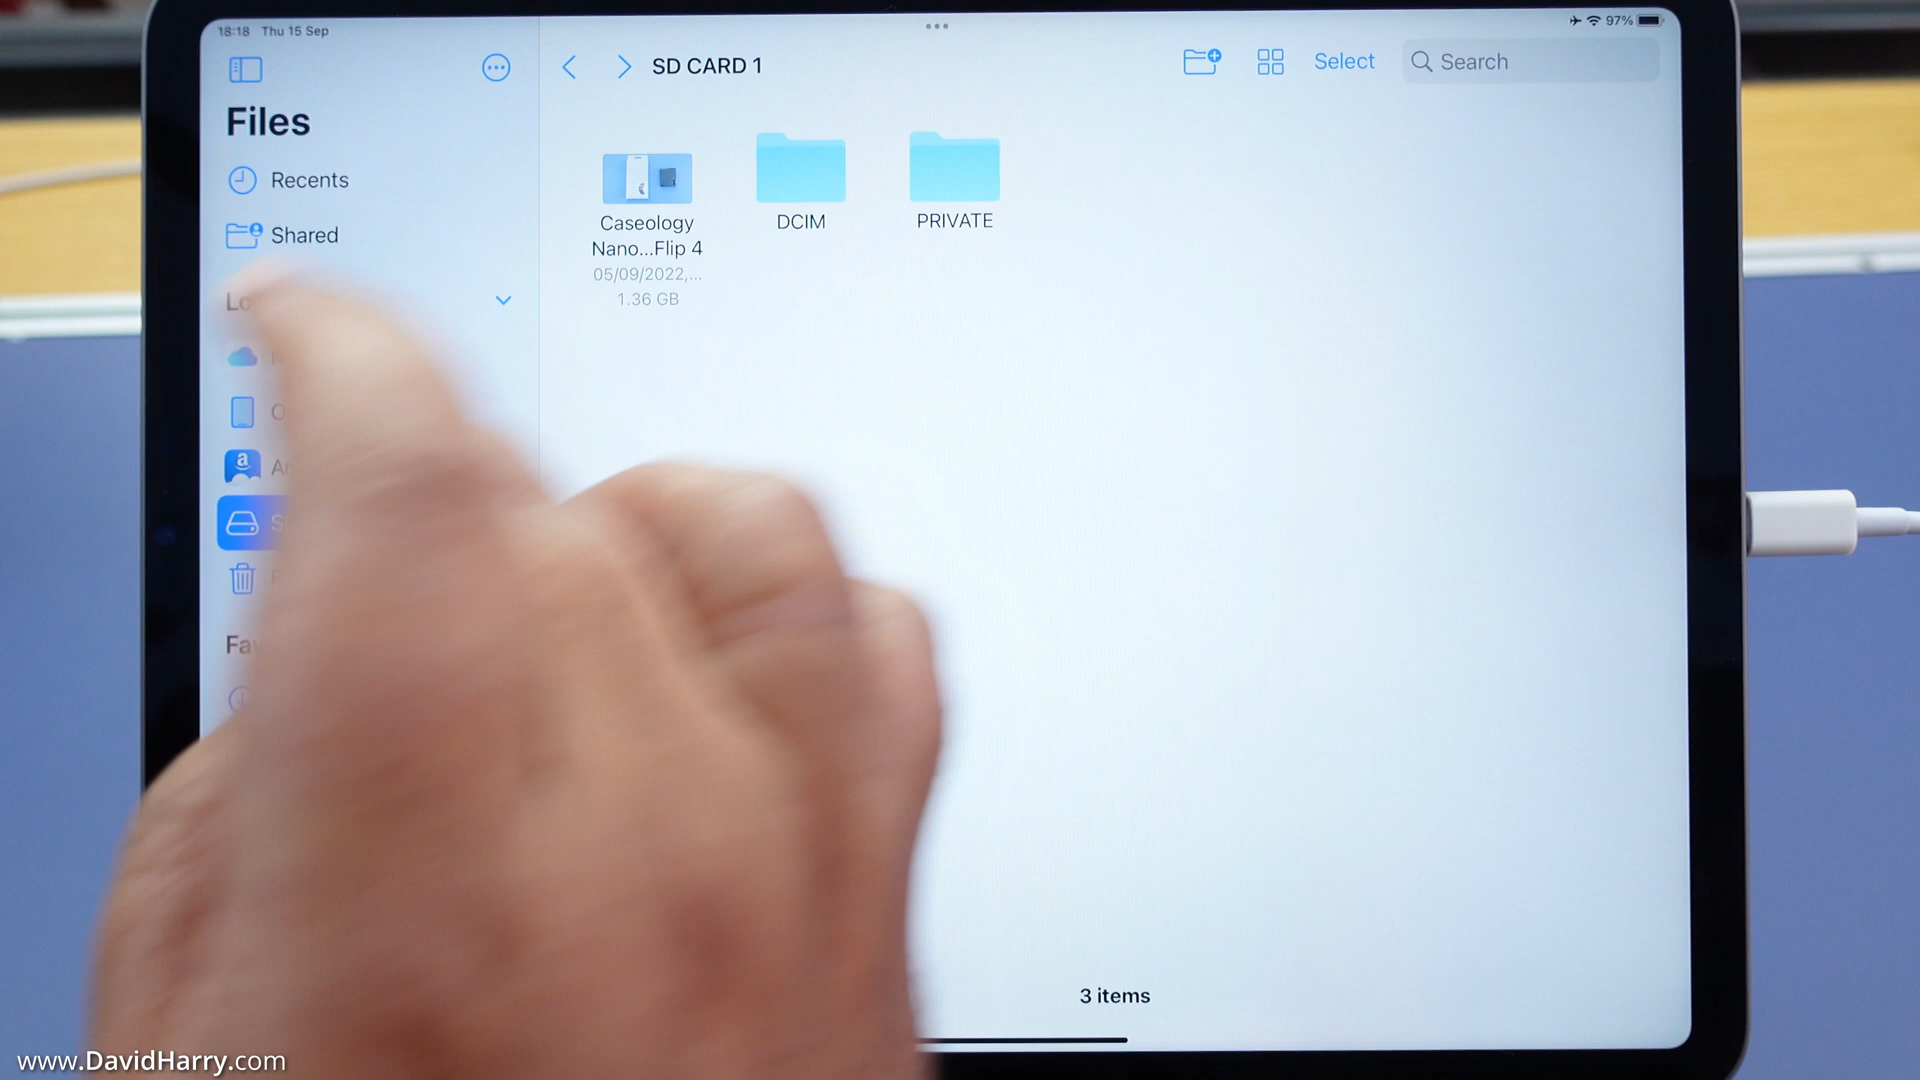 18:18 Thu 15 Sep
97%
SD CARD 1
Select
Search
Files
Recents
Shared
Caseology
Nano...Flip 4
05/09/2022,...
1.36 GB
DCIM
PRIVATE
3 items
www.DavidHarry.com